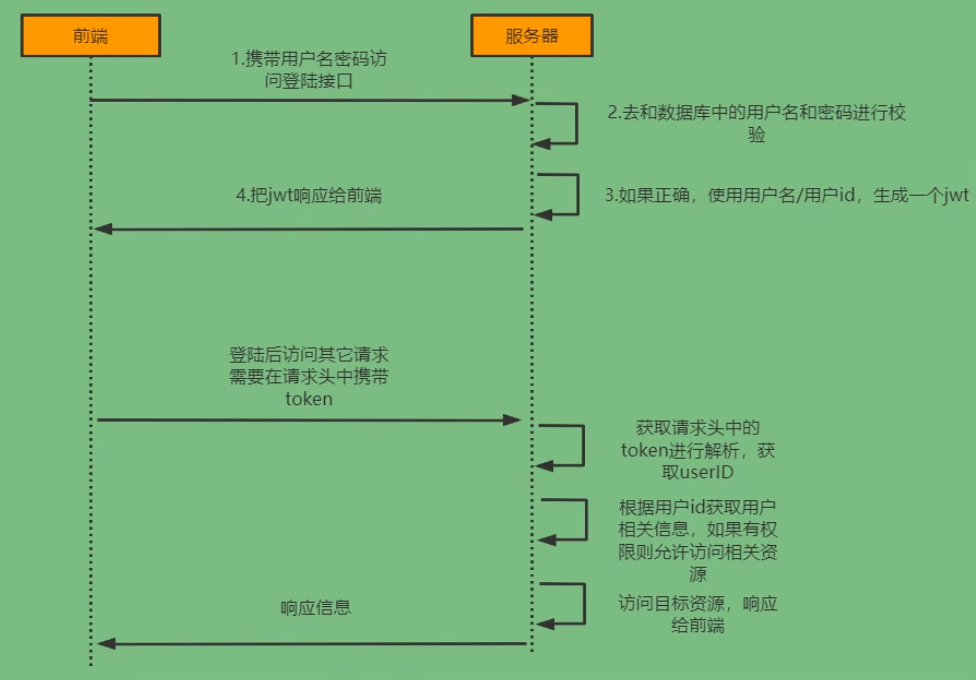 前端
服务器
1.携带用户名密码访
问登陆接口
2.去和数据库中的用户名和密码进行校
验
3.如果正确，使用用户名/用户id，生成一个jwt
4.把jwt响应给前端
登陆后访问其它请求
需要在请求头中携带
token
获取请求头中的
token进行解析，获
取userID
根据用户id获取用户
相关信息，如果有权
限则允许访问相关资
源
访问目标资源，响应
给前端
响应信息